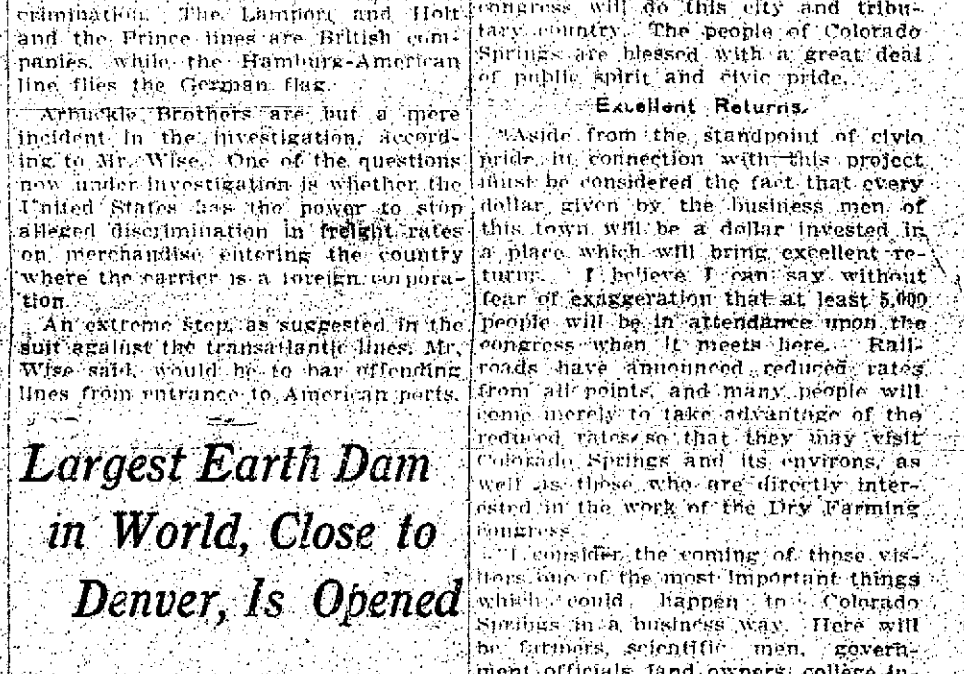 crimination. The Lamport and Holt
and the Prince lines are British com-
panies, while the Hamburg-American
line flies the German flag.
Arbuckle Brothers are but a mere
incident in the investigation, accord-
ing to Mr. Wise. One of the questions
now under investigation is whether the
United States has the power to stop
alleged discrimination in freight rates
on merchandise entering the country
where the carrier is a foreign corpora-
tion.
An extreme step, as suggested in the
suit against the transatlantic lines, Mr.
Wise said, would be to bar offending
lines from entrance to American ports.
Largest Earth Dam
in World, Close to
Denver, Is Opened
congress will do this city and tribu-
tary country. The people of Colorado
Springs are blessed with a great deal
of public spirit and civic pride.
Excellent Returns.
"Aside from the standpoint of civic
pride in connection with this project
must be considered the fact that every
dollar given by the business men of
this town will be a dollar invested in
a place which will bring excellent re-
turn. I believe I can say without
fear of exaggeration that at least 5,000
people will be in attendance upon the
congress when it meets here. Rail-
roads have announced reduced rates
from all points, and many people will
come merely to take advantage of the
reduced rates so that they may visit
Colorado Springs and its environs, as
well as those who are directly inter-
ested in the work of the Dry Farming
congress.
"I consider the coming of those vis-
itors one of the most important things
which could happen to Colorado
Springs in a business way. Here will
be farmers, scientific men, govern-
ment officials, land owners, college in-